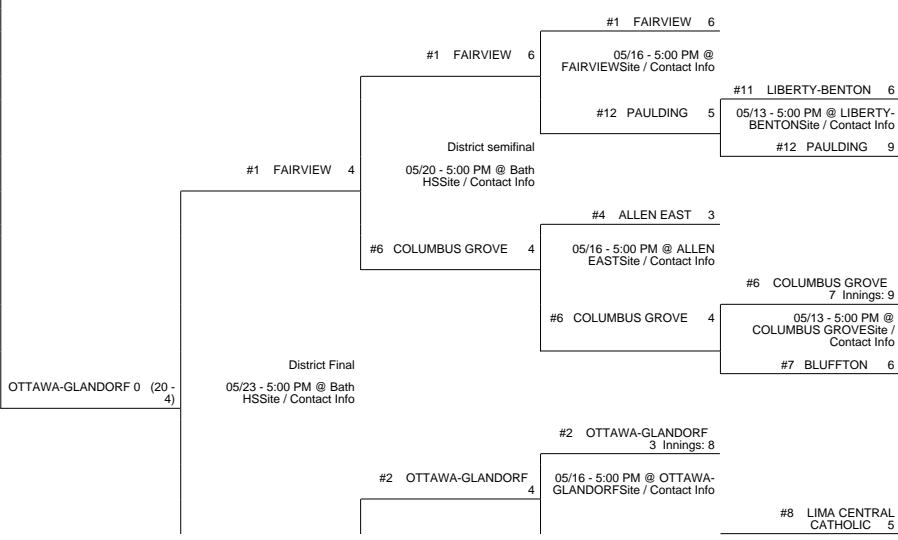 #1 FAIRVIEW 6
#1 FAIRVIEW 6
05/16 - 5:00 PM @
FAIRVIEWSite / Contact Info
#11 LIBERTY-BENTON 6
#12 PAULDING 5
05/13 - 5:00 PM @ LIBERTY-
BENTONSite / Contact Info
District semifinal
#12 PAULDING 9
#1 FAIRVIEW 4
05/20 - 5:00 PM @ Bath
HSSite / Contact Info
#4 ALLEN EAST 3
#6 COLUMBUS GROVE 4
05/16 - 5:00 PM @ ALLEN
EASTSite / Contact Info
#6 COLUMBUS GROVE
7 Innings: 9
#6 COLUMBUS GROVE 4
05/13 - 5:00 PM @
COLUMBUS GROVESite /
Contact Info
District Final
#7 BLUFFTON 6
OTTAWA-GLANDORF 0 (20 -
4)
05/23 - 5:00 PM @ Bath
HSSite / Contact Info
#2 OTTAWA-GLANDORF
3 Innings: 8
#2 OTTAWA-GLANDORF
4
05/16 - 5:00 PM @ OTTAWA-
GLANDORFSite / Contact Info
#8 LIMA CENTRAL
CATHOLIC 5